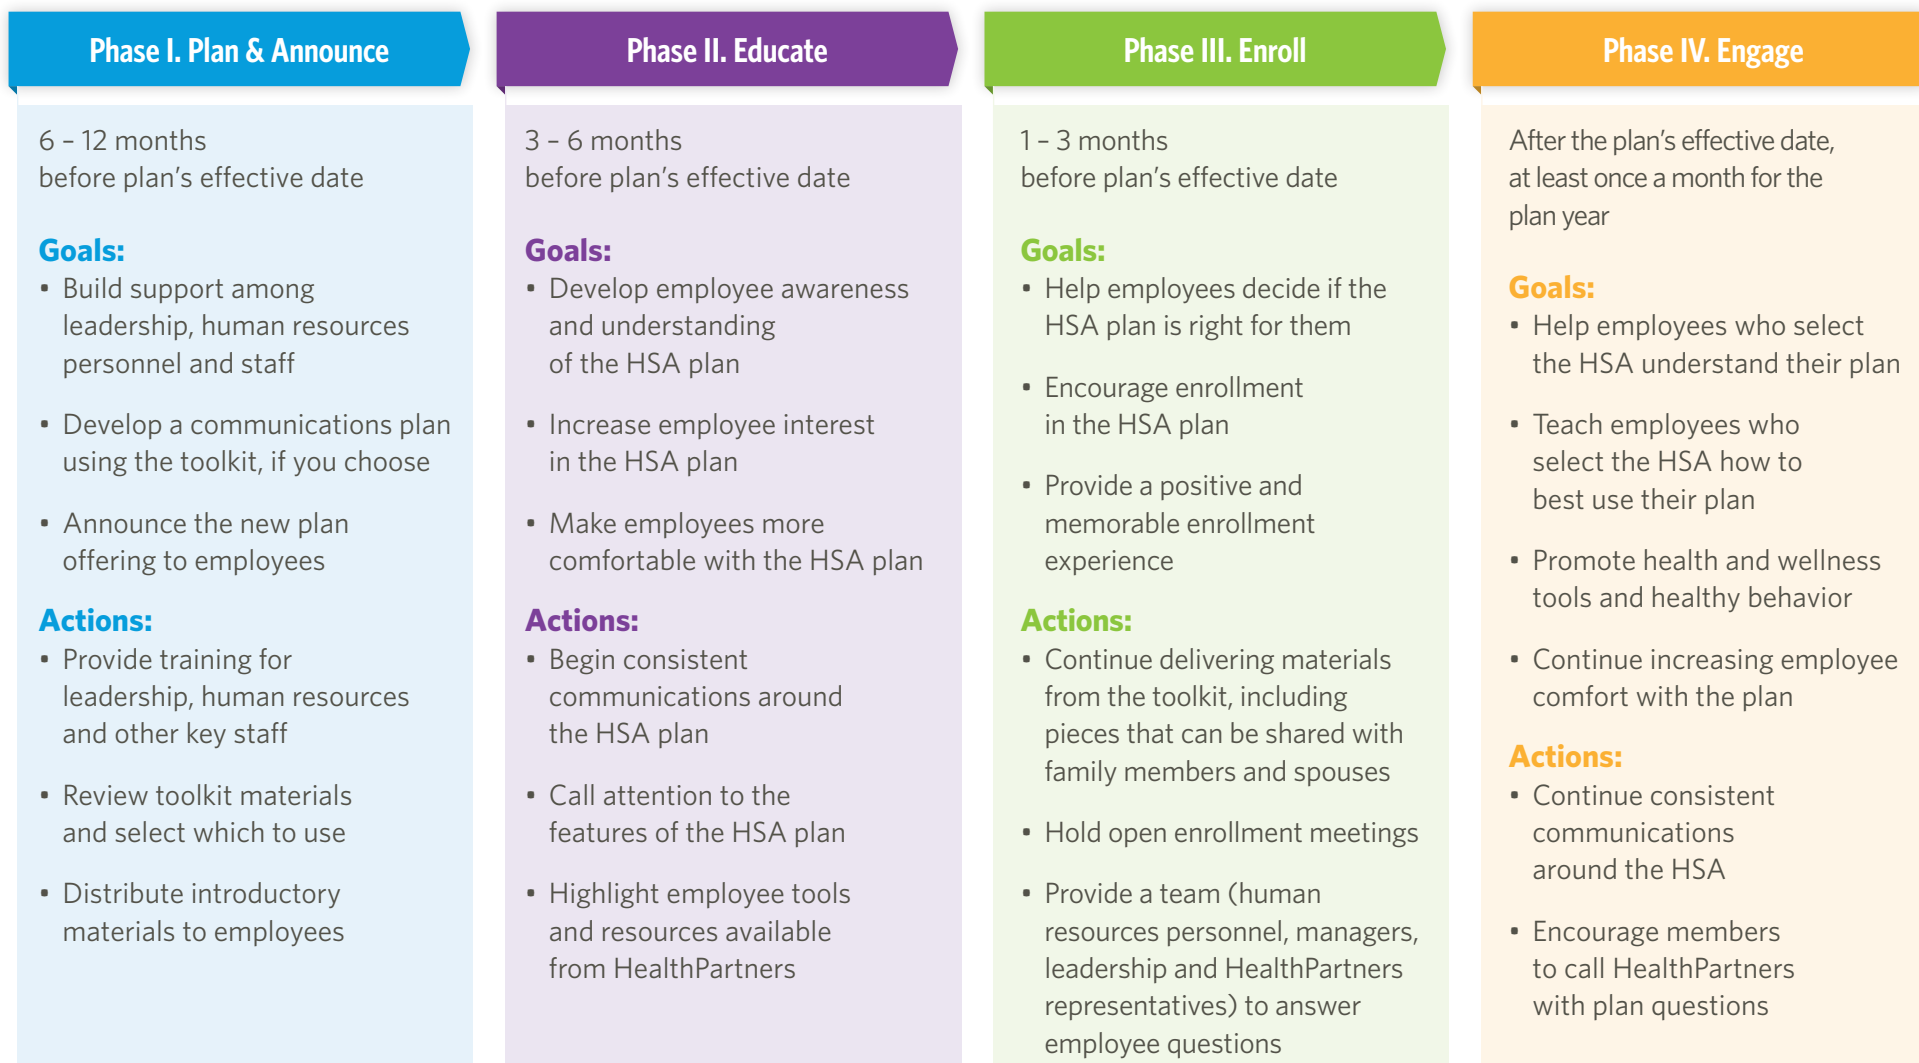 Phase I. Plan & Announce
6 – 12 months
before plan's effective date
Goals:
• Build support among
leadership, human resources
personnel and staff
• Develop a communications plan
using the toolkit, if you choose
• Announce the new plan
offering to employees
Actions:
• Provide training for
leadership, human resources
and other key staff
• Review toolkit materials
and select which to use
• Distribute introductory
materials to employees
Phase II. Educate
3 – 6 months
before plan's effective date
Goals:
• Develop employee awareness
and understanding
of the HSA plan
• Increase employee interest
in the HSA plan
• Make employees more
comfortable with the HSA plan
Actions:
• Begin consistent
communications around
the HSA plan
• Call attention to the
features of the HSA plan
• Highlight employee tools
and resources available
from HealthPartners
Phase III. Enroll
1 – 3 months
before plan's effective date
Goals:
• Help employees decide if the
HSA plan is right for them
• Encourage enrollment
in the HSA plan
• Provide a positive and
memorable enrollment
experience
Actions:
• Continue delivering materials
from the toolkit, including
pieces that can be shared with
family members and spouses
• Hold open enrollment meetings
• Provide a team (human
resources personnel, managers,
leadership and HealthPartners
representatives) to answer
employee questions
Phase IV. Engage
After the plan's effective date,
at least once a month for the
plan year
Goals:
• Help employees who select
the HSA understand their plan
• Teach employees who
select the HSA how to
best use their plan
• Promote health and wellness
tools and healthy behavior
• Continue increasing employee
comfort with the plan
Actions:
• Continue consistent
communications
around the HSA
• Encourage members
to call HealthPartners
with plan questions